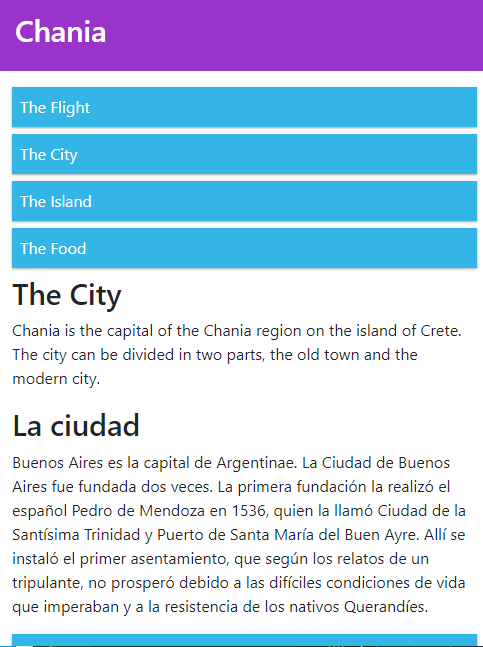 Chania
The Flight
The City
The Island
The Food
The City
Chania is the capital of the Chania region on the island of Crete.
The city can be divided in two parts, the old town and the
modern city.
La ciudad
Buenos Aires es la capital de Argentinae. La Ciudad de Buenos
Aires fue fundada dos veces. La primera fundación la realizó el
español Pedro de Mendoza en 1536, quien la llamó Ciudad de la
Santísima Trinidad y Puerto de Santa María del Buen Ayre. Allí se
instaló el primer asentamiento, que según los relatos de un
tripulante, no prosperó debido a las difíciles condiciones de vida
que imperaban y a la resistencia de los nativos Querandíes.